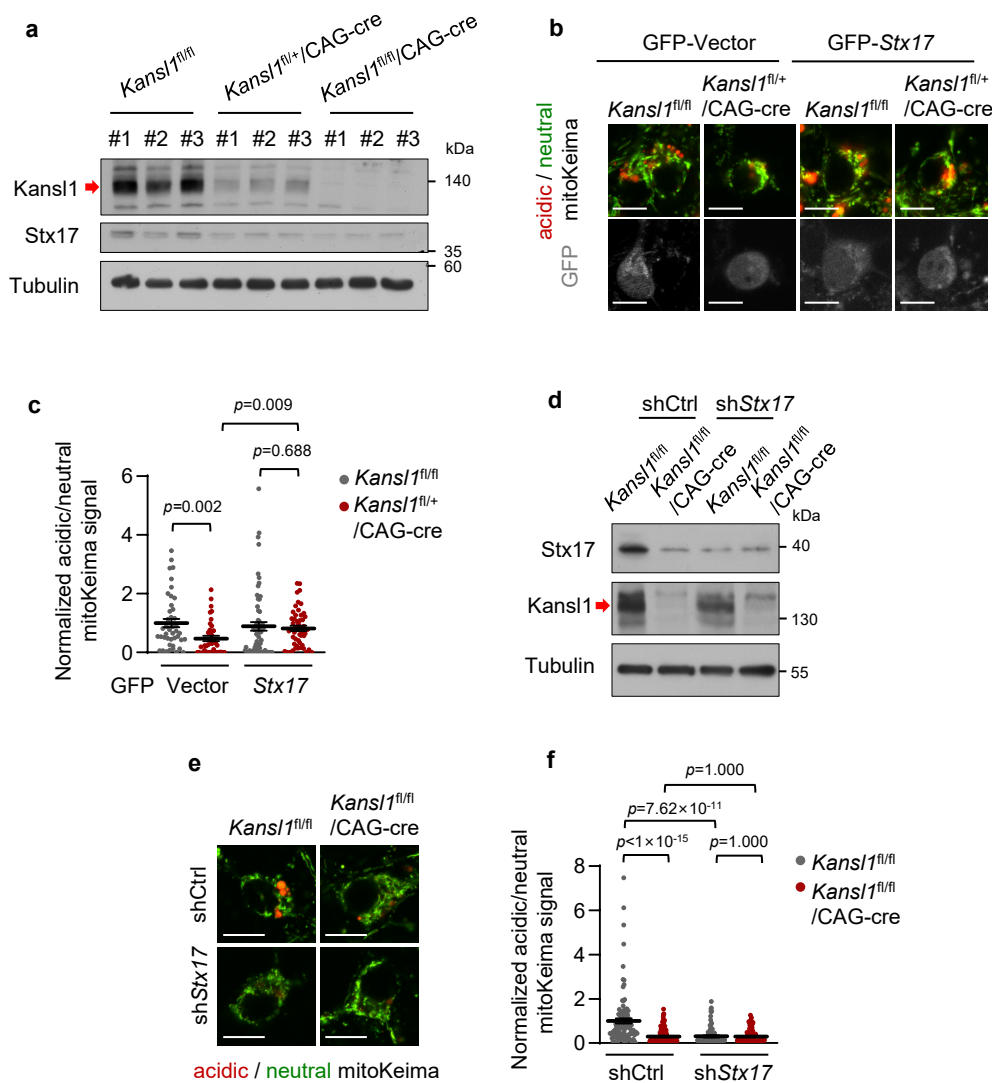 a
Kansl1fl/fl
Kansl1fl/+/CAG-cre
Kansl1fl/fl/CAG-cre
#1 #2 #3 #1 #2 #3 #1 #2 #3
kDa
Kansl1
140
Stx17
35
60
Tubulin
b
GFP-Vector
GFP-Stx17
Kansl1fl/fl
Kansl1fl/+
/CAG-cre
Kansl1fl/fl
Kansl1fl/+
/CAG-cre
acidic / neutral
mitoKeima
GFP
c
p=0.009
p=0.688
p=0.002
Normalized acidic/neutral
mitoKeima signal
6
4
2
0
Kansl1fl/fl
Kansl1fl/+
/CAG-cre
GFP Vector Stx17
d
shCtrl shStx17
Kansl1fl/fl
Kansl1fl/fl
/CAG-cre
Kansl1fl/fl
Kansl1fl/fl
/CAG-cre
kDa
Stx17
40
Kansl1
130
Tubulin
55
e
Kansl1fl/fl
Kansl1fl/fl
/CAG-cre
shCtrl
shStx17
acidic / neutral mitoKeima
f
p=1.000
p=7.62×10-11
p<1×10-15
p=1.000
Normalized acidic/neutral
mitoKeima signal
8
6
4
2
0
Kansl1fl/fl
Kansl1fl/fl
/CAG-cre
shCtrl shStx17